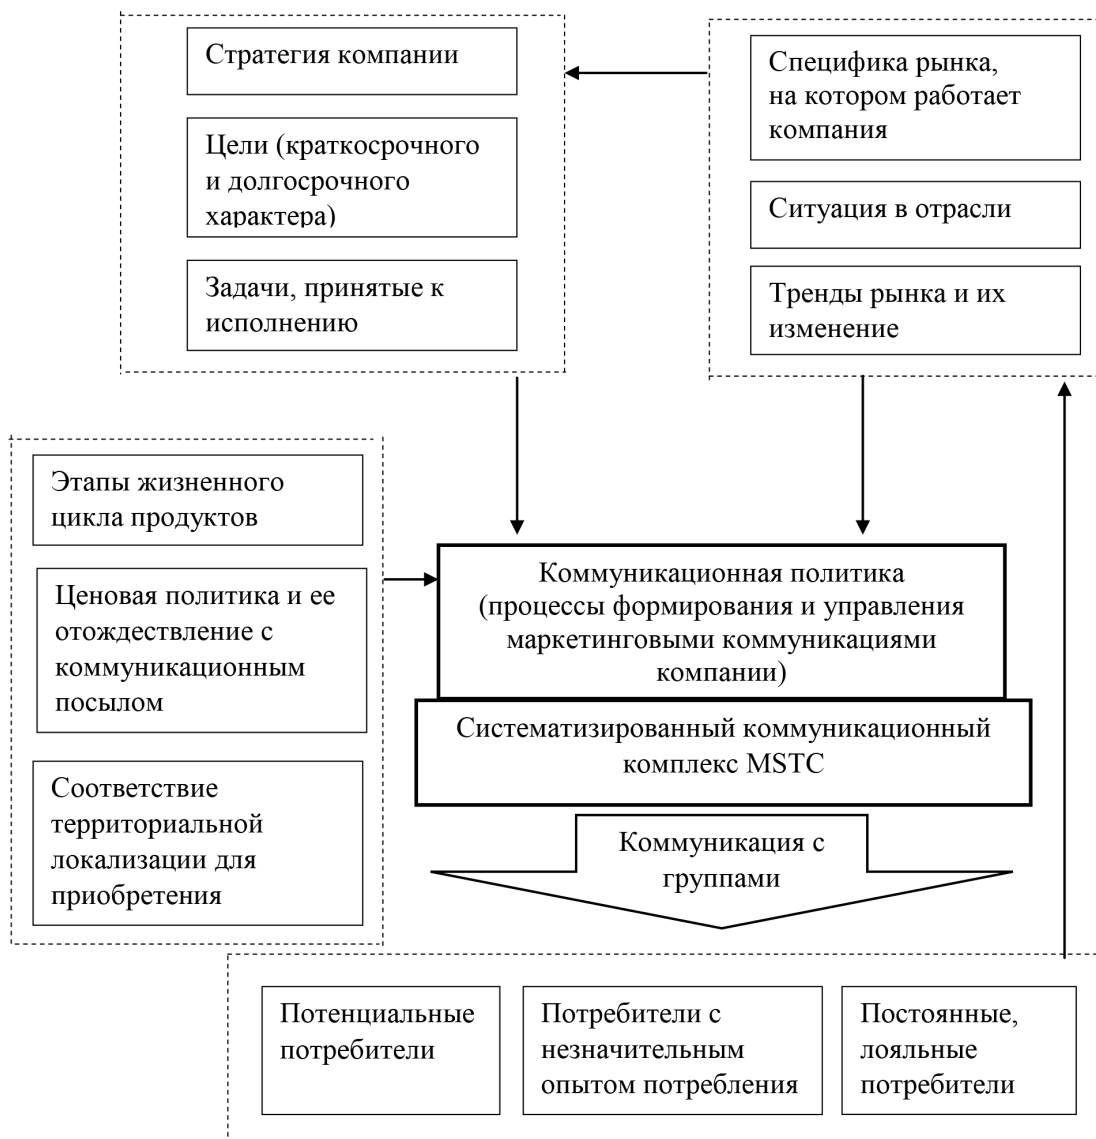 Стратегия компании
Цели (краткосрочного
и долгосрочного
характера)
Задачи, принятые к
исполнению
Специфика рынка,
на котором работает
компания
Ситуация в отрасли
Тренды рынка и их
изменение
Этапы жизненного
цикла продуктов
Ценовая политика и ее
отождествление с
коммуникационным
посылом
Соответствие
территориальной
локализации для
приобретения
Коммуникационная политика
(процессы формирования и управления
маркетинговыми коммуникациями
компании)
Систематизированный коммуникационный
комплекс MSTC
Коммуникация с
группами
Потенциальные
потребители
Потребители с
незначительным
опытом потребления
Постоянные,
лояльные
потребители